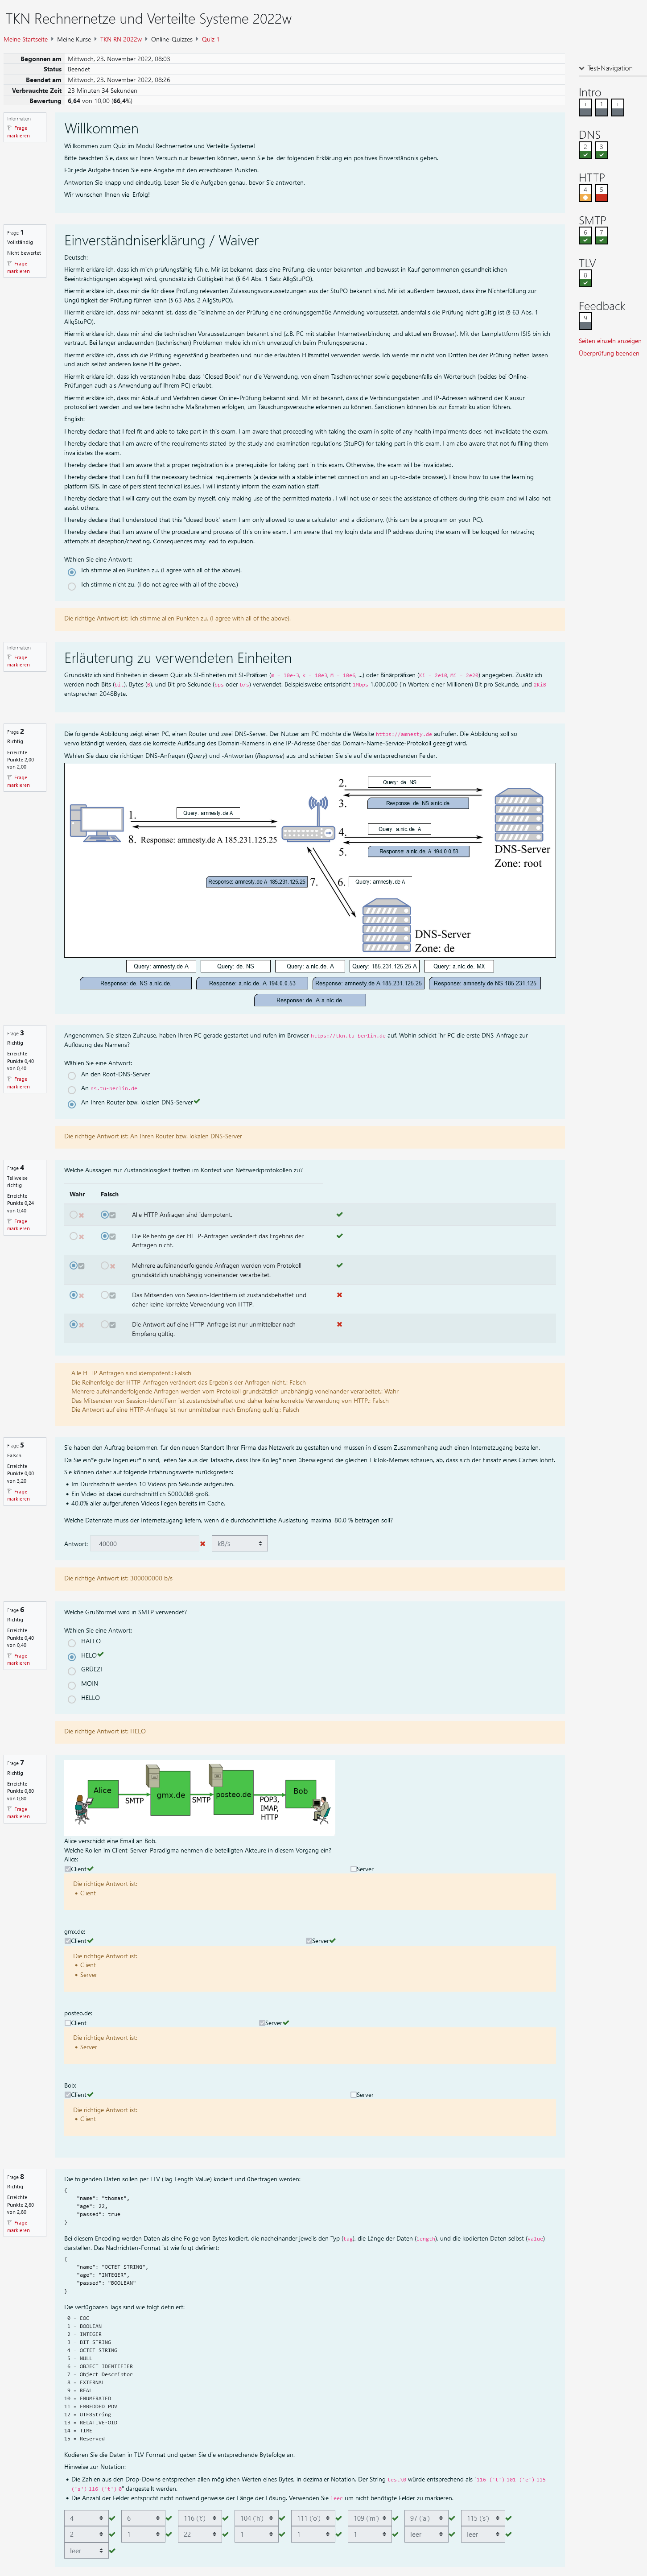 TKN Rechnernetze und Verteilte Systeme 2022w
Meine Startseite
Meine Kurse
TKN RN 2022w
Online-Quizzes
Quiz 1
Begonnen am Mittwoch, 23. November 2022, 08:03
Status Beendet
Beendet am Mittwoch, 23. November 2022, 08:26
Verbrauchte Zeit 23 Minuten 34 Sekunden
Bewertung 6,64 von 10,00 (66,4%)
Test-Navigation
Intro
i 1 i
DNS
2 3
HTTP
4 5
SMTP
6 7
TLV
8
Feedback
9
Seiten einzeln anzeigen
Überprüfung beenden
Information
Frage markieren
Willkommen
Willkommen zum Quiz im Modul Rechnernetze und Verteilte Systeme!
Bitte beachten Sie, dass wir Ihren Versuch nur bewerten können, wenn Sie bei der folgenden Erklärung ein positives Einverständnis geben.
Für jede Aufgabe finden Sie eine Angabe mit den erreichbaren Punkten.
Antworten Sie knapp und eindeutig. Lesen Sie die Aufgaben genau, bevor Sie antworten.
Wir wünschen Ihnen viel Erfolg!
Frage 1
Vollständig
Nicht bewertet
Frage markieren
Einverständniserklärung / Waiver
Deutsch:
Hiermit erkläre ich, dass ich mich prüfungsfähig fühle. Mir ist bekannt, dass eine Prüfung, die unter bekannten und bewusst in Kauf genommenen gesundheitlichen
Beeinträchtigungen abgelegt wird, grundsätzlich Gültigkeit hat (§ 64 Abs. 1 Satz AllgStuPO).
Hiermit erkläre ich, dass mir die für diese Prüfung relevanten Zulassungsvoraussetzungen aus der StuPO bekannt sind. Mir ist außerdem bewusst, dass ihre Nichterfüllung zur
Ungültigkeit der Prüfung führen kann (§ 63 Abs. 2 AllgStuPO).
Hiermit erkläre ich, dass mir bekannt ist, dass die Teilnahme an der Prüfung eine ordnungsgemäße Anmeldung voraussetzt, andernfalls die Prüfung nicht gültig ist (§ 63 Abs. 1
AllgStuPO).
Hiermit erkläre ich, dass mir sind die technischen Voraussetzungen bekannt sind (z.B. PC mit stabiler Internetverbindung und aktuellem Browser). Mit der Lernplattform ISIS bin ich
vertraut. Bei länger andauernden (technischen) Problemen melde ich mich unverzüglich beim Prüfungspersonal.
Hiermit erkläre ich, dass ich die Prüfung eigenständig bearbeiten und nur die erlaubten Hilfsmittel verwenden werde. Ich werde mir nicht von Dritten bei der Prüfung helfen lassen
und auch selbst anderen keine Hilfe geben.
Hiermit erkläre ich, dass ich verstanden habe, dass "Closed Book" nur die Verwendung, von einem Taschenrechner sowie gegebenenfalls ein Wörterbuch (beides bei Online-
Prüfungen auch als Anwendung auf Ihrem PC) erlaubt.
Hiermit erkläre ich, dass mir Ablauf und Verfahren dieser Online-Prüfung bekannt sind. Mir ist bekannt, dass die Verbindungsdaten und IP-Adressen während der Klausur
protokolliert werden und weitere technische Maßnahmen erfolgen, um Täuschungsversuche erkennen zu können. Sanktionen können bis zur Exmatrikulation führen.
English:
I hereby declare that I feel fit and able to take part in this exam. I am aware that proceeding with taking the exam in spite of any health impairments does not invalidate the exam.
I hereby declare that I am aware of the requirements stated by the study and examination regulations (StuPO) for taking part in this exam. I am also aware that not fulfilling them
invalidates the exam.
I hereby declare that I am aware that a proper registration is a prerequisite for taking part in this exam. Otherwise, the exam will be invalidated.
I hereby declare that I can fulfill the necessary technical requirements (a device with a stable internet connection and an up-to-date browser). I know how to use the learning
platform ISIS. In case of persistent technical issues, I will instantly inform the examination staff.
I hereby declare that I will carry out the exam by myself, only making use of the permitted material. I will not use or seek the assistance of others during the exam and will also not
assist others.
I hereby declare that I understood that this "closed book" exam I am only allowed to use a calculator and a dictionary, (this can be a program on your PC).
I hereby declare that I am aware of the procedure and process of this online exam. I am aware that my login data and IP address during the exam will be logged for retracing
attempts at deception/cheating. Consequences may lead to expulsion.
Wählen Sie eine Antwort:
Ich stimme allen Punkten zu. (I agree with all of the above).
Ich stimme nicht zu. (I do not agree with all of the above.)
Die richtige Antwort ist: Ich stimme allen Punkten zu. (I agree with all of the above).
Information
Frage markieren
Erläuterung zu verwendeten Einheiten
Grundsätzlich sind Einheiten in diesem Quiz als SI-Einheiten mit SI-Präfixen (m = 10e-3, k = 10e3, M = 10e6, …) oder Binärpräfixen (Ki = 2e10, Mi = 2e20) angegeben. Zusätzlich
werden noch Bits (bit), Bytes (B), und Bit pro Sekunde (bps oder b/s) verwendet. Beispielsweise entspricht 1Mbps 1.000.000 (in Worten: einer Millionen) Bit pro Sekunde, und 2KiB
entsprechen 2048Byte.
Frage 2
Richtig
Erreichte Punkte 2,00 von 2,00
Frage markieren
Die folgende Abbildung zeigt einen PC, einen Router und zwei DNS-Server. Der Nutzer am PC möchte die Website https://amnesty.de aufrufen. Die Abbildung soll so
vervollständigt werden, dass die korrekte Auflösung des Domain-Namens in eine IP-Adresse über das Domain-Name-Service-Protokoll gezeigt wird.
Wählen Sie dazu die richtigen DNS-Anfragen (Query) und -Antworten (Response) aus und schieben Sie sie auf die entsprechenden Felder.
1. Query: amnesty.de A
8. Response: amnesty.de A 185.231.125.25
2. Query: de. NS
3. Response: de. NS a.nic.de.
4. Query: a.nic.de. A
5. Response: a.nic.de. A 194.0.0.53
DNS-Server
Zone: root
Response: amnesty.de A 185.231.125.25 7.
6. Query: amnesty.de A
DNS-Server
Zone: de
Query: amnesty.de A
Query: de. NS
Query: a.nic.de. A
Query: 185.231.125.25 A
Query: a.nic.de. MX
Response: de. NS a.nic.de.
Response: a.nic.de. A 194.0.0.53
Response: amnesty.de A 185.231.125.25
Response: amnesty.de NS 185.231.125
Response: de. A a.nic.de.
Frage 3
Richtig
Erreichte Punkte 0,40 von 0,40
Frage markieren
Angenommen, Sie sitzen Zuhause, haben Ihren PC gerade gestartet und rufen im Browser https://tkn.tu-berlin.de auf. Wohin schickt ihr PC die erste DNS-Anfrage zur
Auflösung des Namens?
Wählen Sie eine Antwort:
An den Root-DNS-Server
An ns.tu-berlin.de
An Ihren Router bzw. lokalen DNS-Server
Die richtige Antwort ist: An Ihren Router bzw. lokalen DNS-Server
Frage 4
Teilweise richtig
Erreichte Punkte 0,24 von 0,40
Frage markieren
Welche Aussagen zur Zustandslosigkeit treffen im Kontext von Netzwerkprotokollen zu?
Wahr Falsch
Alle HTTP Anfragen sind idempotent.
Die Reihenfolge der HTTP-Anfragen verändert das Ergebnis der
Anfragen nicht.
Mehrere aufeinanderfolgende Anfragen werden vom Protokoll
grundsätzlich unabhängig voneinander verarbeitet.
Das Mitsenden von Session-Identifiern ist zustandsbehaftet und
daher keine korrekte Verwendung von HTTP.
Die Antwort auf eine HTTP-Anfrage ist nur unmittelbar nach
Empfang gültig.
Alle HTTP Anfragen sind idempotent.: Falsch
Die Reihenfolge der HTTP-Anfragen verändert das Ergebnis der Anfragen nicht.: Falsch
Mehrere aufeinanderfolgende Anfragen werden vom Protokoll grundsätzlich unabhängig voneinander verarbeitet.: Wahr
Das Mitsenden von Session-Identifiern ist zustandsbehaftet und daher keine korrekte Verwendung von HTTP.: Falsch
Die Antwort auf eine HTTP-Anfrage ist nur unmittelbar nach Empfang gültig.: Falsch
Frage 5
Falsch
Erreichte Punkte 0,00 von 3,20
Frage markieren
Sie haben den Auftrag bekommen, für den neuen Standort Ihrer Firma das Netzwerk zu gestalten und müssen in diesem Zusammenhang auch einen Internetzugang bestellen.
Da Sie ein*e gute Ingenieur*in sind, leiten Sie aus der Tatsache, dass Ihre Kolleg*innen überwiegend die gleichen TikTok-Memes schauen, ab, dass sich der Einsatz eines Caches lohnt.
Sie können daher auf folgende Erfahrungswerte zurückgreifen:
• Im Durchschnitt werden 10 Videos pro Sekunde aufgerufen.
• Ein Video ist dabei durchschnittlich 5000.0kB groß.
• 40.0% aller aufgerufenen Videos liegen bereits im Cache.
Welche Datenrate muss der Internetzugang liefern, wenn die durchschnittliche Auslastung maximal 80.0 % betragen soll?
Antwort: 40000 kB/s
Die richtige Antwort ist: 300000000 b/s
Frage 6
Richtig
Erreichte Punkte 0,40 von 0,40
Frage markieren
Welche Grußformel wird in SMTP verwendet?
Wählen Sie eine Antwort:
HALLO
HELO
GRÜEZI
MOIN
HELLO
Die richtige Antwort ist: HELO
Frage 7
Richtig
Erreichte Punkte 0,80 von 0,80
Frage markieren
Alice
SMTP
gmx.de
SMTP
posteo.de
POP3,
IMAP,
HTTP
Bob
Alice verschickt eine Email an Bob.
Welche Rollen im Client-Server-Paradigma nehmen die beteiligten Akteure in diesem Vorgang ein?
Alice:
Client Server
Die richtige Antwort ist:
• Client
gmx.de:
Client Server
Die richtige Antwort ist:
• Client
• Server
posteo.de:
Client Server
Die richtige Antwort ist:
• Server
Bob:
Client Server
Die richtige Antwort ist:
• Client
Frage 8
Richtig
Erreichte Punkte 2,80 von 2,80
Frage markieren
Die folgenden Daten sollen per TLV (Tag Length Value) kodiert und übertragen werden:
{
"name": "thomas",
"age": 22,
"passed": true
}
Bei diesem Encoding werden Daten als eine Folge von Bytes kodiert, die nacheinander jeweils den Typ (tag), die Länge der Daten (length), und die kodierten Daten selbst (value)
darstellen. Das Nachrichten-Format ist wie folgt definiert:
{
"name": "OCTET STRING",
"age": "INTEGER",
"passed": "BOOLEAN"
}
Die verfügbaren Tags sind wie folgt definiert:
0 = EOC
1 = BOOLEAN
2 = INTEGER
3 = BIT STRING
4 = OCTET STRING
5 = NULL
6 = OBJECT IDENTIFIER
7 = Object Descriptor
8 = EXTERNAL
9 = REAL
10 = ENUMERATED
11 = EMBEDDED PDV
12 = UTF8String
13 = RELATIVE-OID
14 = TIME
15 = Reserved
Kodieren Sie die Daten in TLV Format und geben Sie die entsprechende Bytefolge an.
Hinweise zur Notation:
• Die Zahlen aus den Drop-Downs entsprechen allen möglichen Werten eines Bytes, in dezimaler Notation. Der String test\0 würde entsprechend als "116 ('t') 101 ('e') 115
('s') 116 ('t') 0" dargestellt werden.
• Die Anzahl der Felder entspricht nicht notwendigerweise der Länge der Lösung. Verwenden Sie leer um nicht benötigte Felder zu markieren.
4 6 116 ('t') 104 ('h') 111 ('o') 109 ('m') 97 ('a') 115 ('s')
2 1 22 1 1 1 leer leer
leer